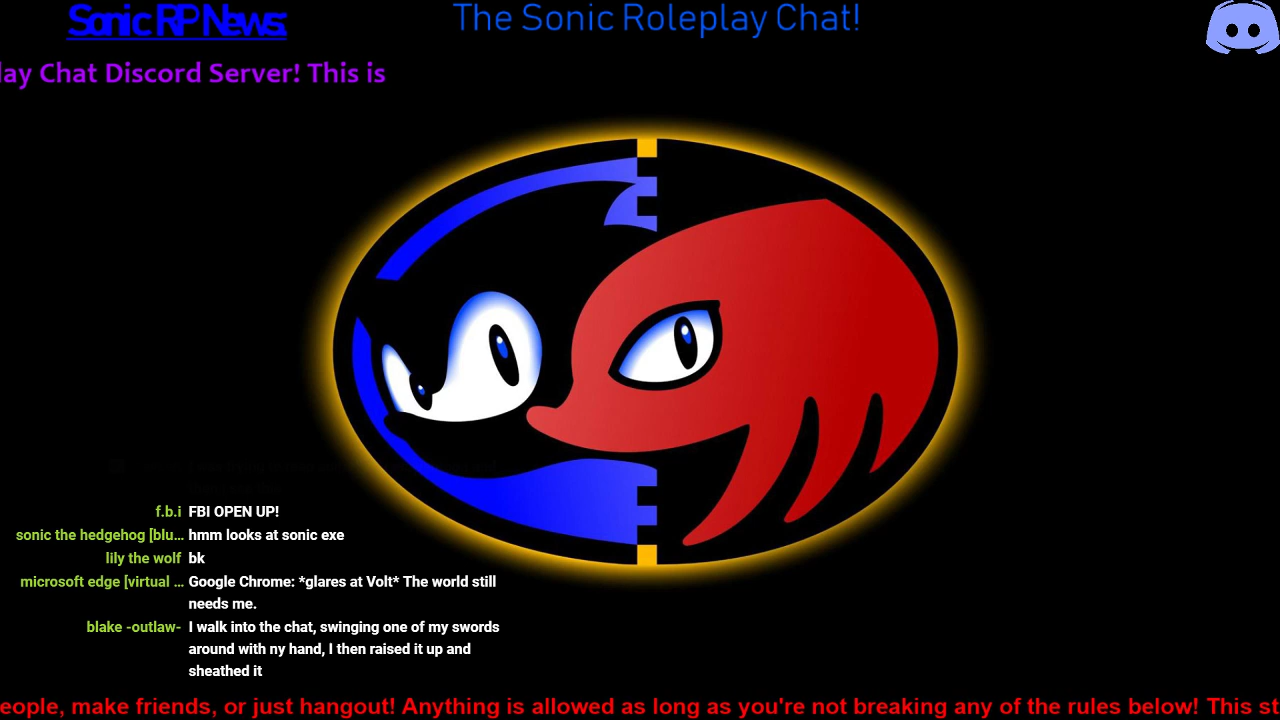 Sonic RP News:
The Sonic Roleplay Chat!
lay Chat Discord Server! This is
f.b.i FBI OPEN UP!
sonic the hedgehog [blu... hmm looks at sonic exe
lily the wolf bk
microsoft edge [virtual ... Google Chrome: *glares at Volt* The world still
needs me.
blake -outlaw- I walk into the chat, swinging one of my swords
around with ny hand, I then raised it up and
sheathed it
eople, make friends, or just hangout! Anything is allowed as long as you're not breaking any of the rules below! This st